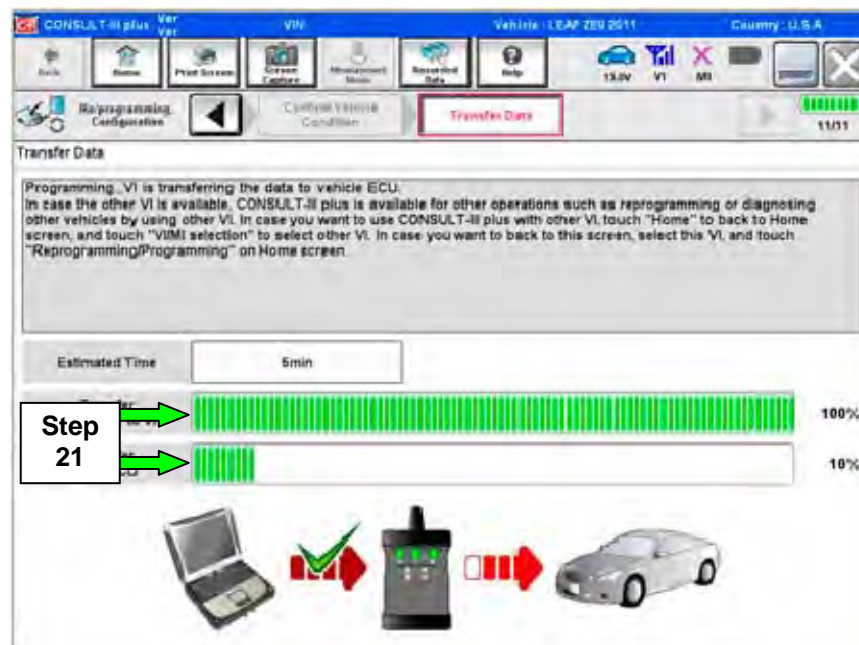 CONSULT-III plus Ver Ver VIN Vehicle : LEAF ZE0 2011 Country : U.S.A
Back Home Print Screen Screen Capture Measurement Mode Recorded Data Help 13.0V VI MI
Re/programming, Configuration Confirm Vehicle Condition Transfer Data 11/11
Transfer Data
Programming...VI is transferring the data to vehicle ECU.
In case the other VI is available, CONSULT-III plus is available for other operations such as reprogramming or diagnosing
other vehicles by using other VI. In case you want to use CONSULT-III plus with other VI, touch "Home" to back to Home
screen, and touch "VI/MI selection" to select other VI. In case you want to back to this screen, select this VI, and touch
"Reprogramming/Programming" on Home screen.
Estimated Time 5min
100%
Step
21
10%